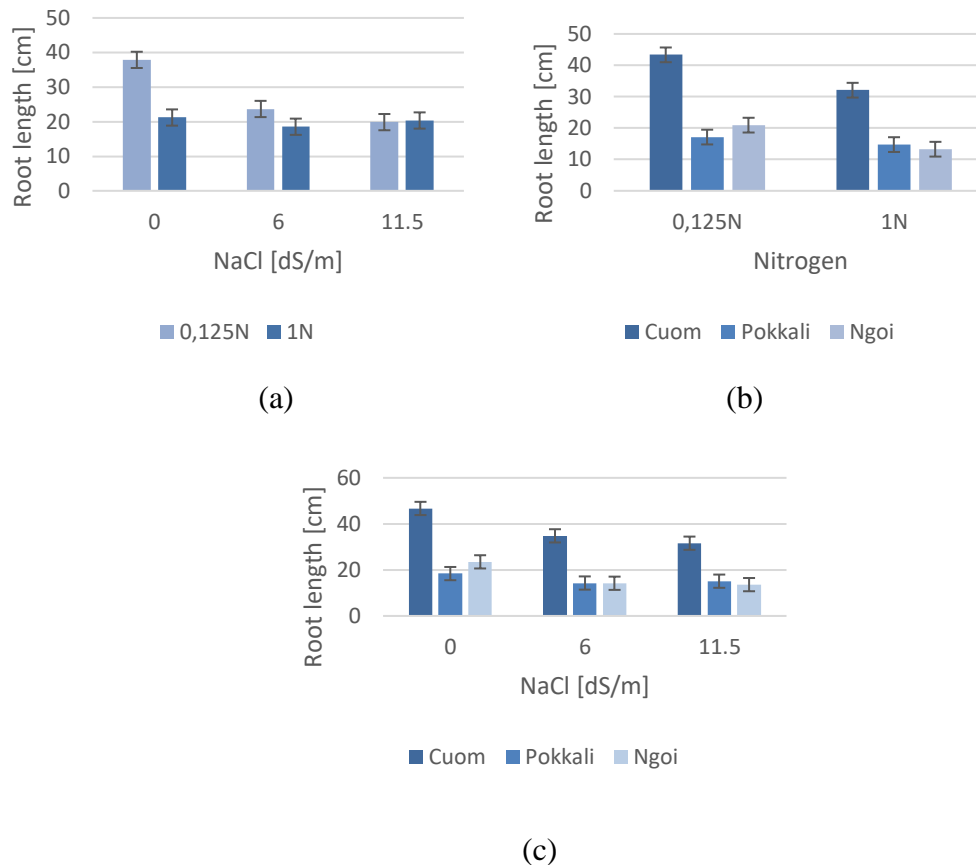 50
40
30
20
10
0
Root length [cm]
0 6 11.5
NaCl [dS/m]
0,125N 1N
(a)
50
40
30
20
10
0
Root length [cm]
0,125N 1N
Nitrogen
Cuom Pokkali Ngoi
(b)
60
40
20
0
Root length [cm]
0 6 11.5
NaCl [dS/m]
Cuom Pokkali Ngoi
(c)